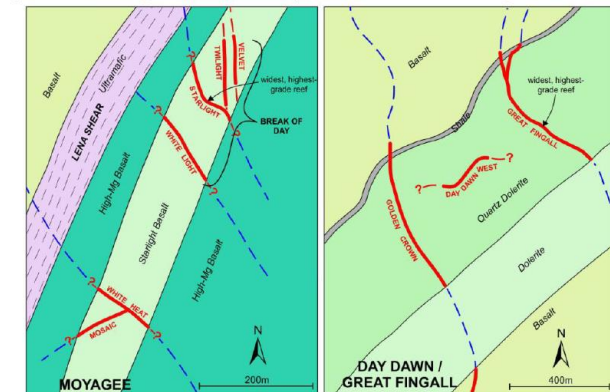 Basalt
LENA SHEAR
Ultramafic
High-Mg Basalt
?
STARLIGHT
TWILIGHT
VELVET
widest, highest-
grade reef
?
BREAK OF
DAY
?
WHITE LIGHT
?
Starlight Basalt
High-Mg Basalt
?
WHITE HEAT
?
MOSAIC
?
N
MOYAGEE
200m
Basalt
Shale
widest, highest-
grade reef
GREAT FINGALL
?
DAY DAWN WEST
?
GOLDEN CROWN
Quartz Dolerite
Dolerite
Basalt
N
DAY DAWN /
GREAT FINGALL
400m